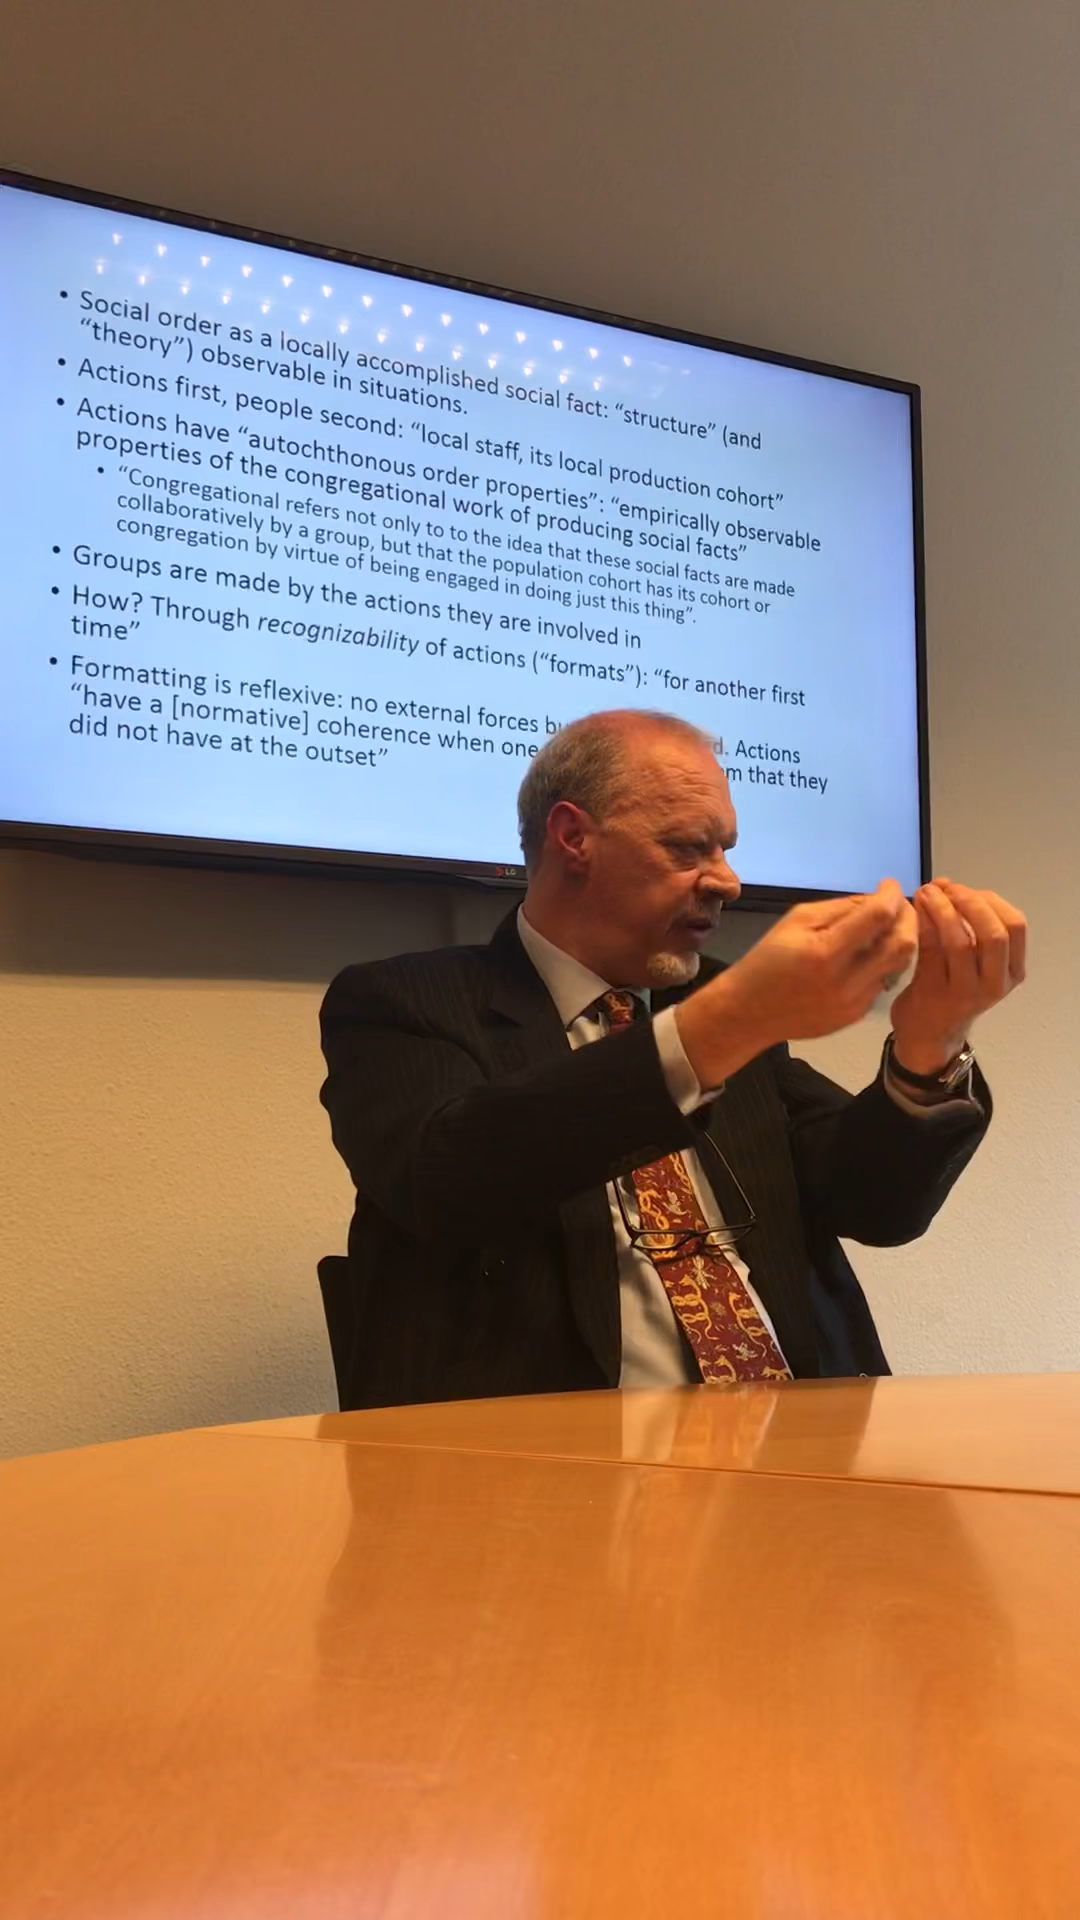 • Social order as a locally accomplished social fact: “structure” (and
“theory”) observable in situations.
• Actions first, people second: “local staff, its local production cohort”
• Actions have “autochthonous order properties”: “empirically observable
properties of the congregational work of producing social facts”
• “Congregational refers not only to to the idea that these social facts are made
collaboratively by a group, but that the population cohort has its cohort or
congregation by virtue of being engaged in doing just this thing”.
• Groups are made by the actions they are involved in
• How? Through recognizability of actions (“formats”): “for another first
time”
• Formatting is reflexive: no external forces Actions
“have a [normative] coherence when one that they
did not have at the outset”
LG